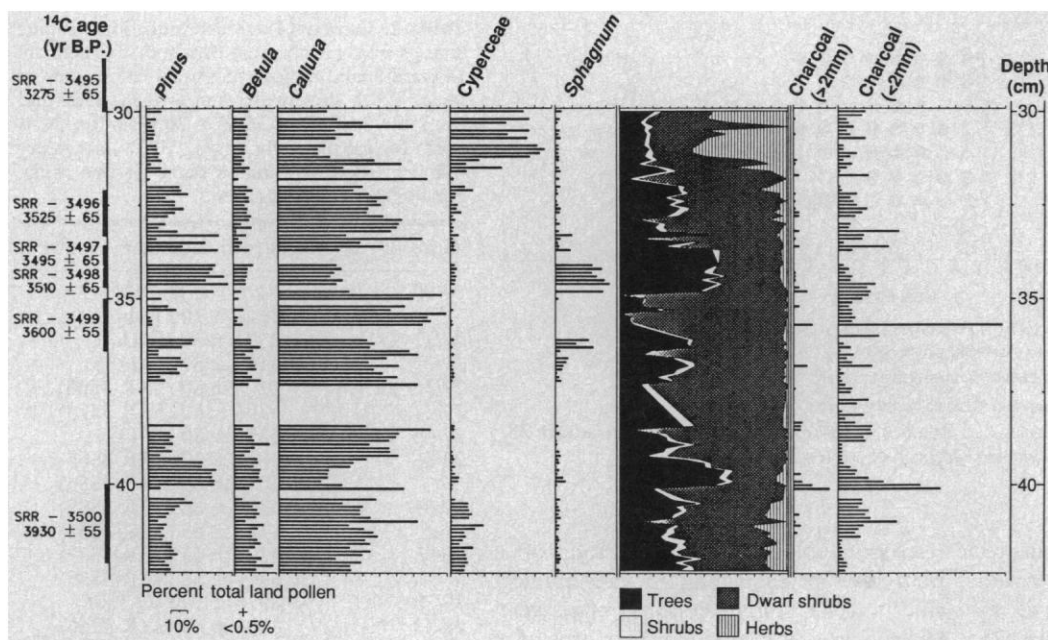 ¹⁴C age
(yr B.P.)
Pinus
Betula
Calluna
Cyperceae
Sphagnum
Charcoal
(>2mm)
Charcoal
(<2mm)
Depth
(cm)
SRR - 3495
3275 ± 65
SRR - 3496
3525 ± 65
SRR - 3497
3495 ± 65
SRR - 3498
3510 ± 65
SRR - 3499
3600 ± 55
SRR - 3500
3930 ± 55
30
35
40
30
35
40
Percent total land pollen
10%
+
<0.5%
Trees
Shrubs
Dwarf shrubs
Herbs